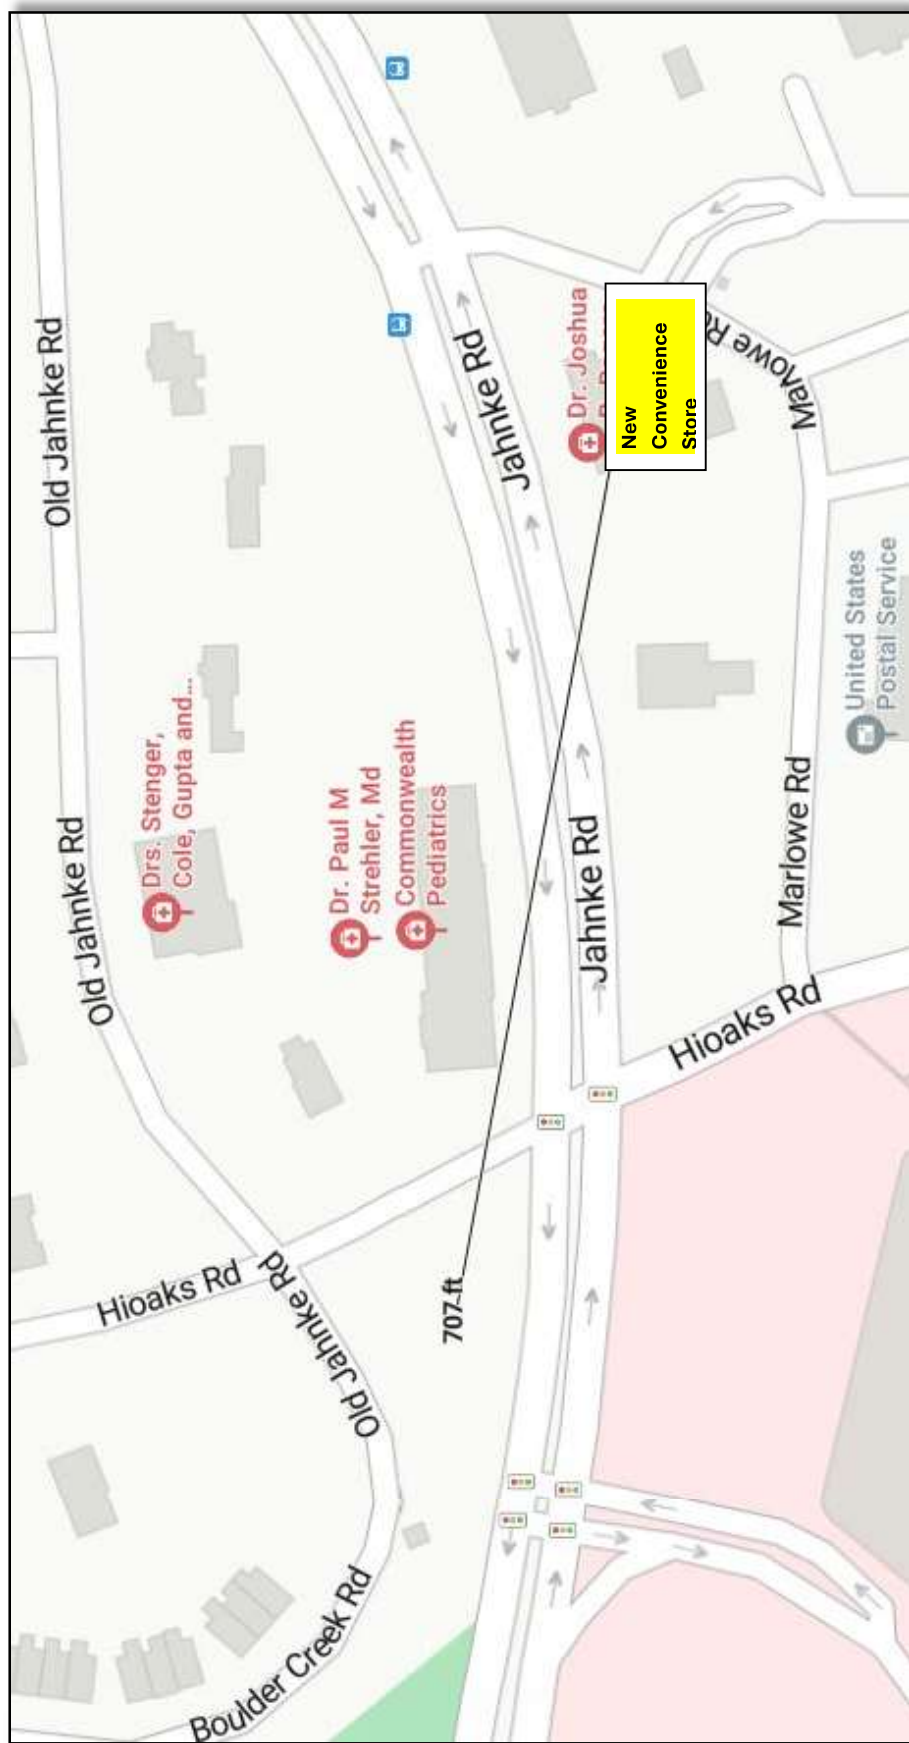 Old Jahnke Rd
Jahnke Rd
Dr. Joshua
New
Convenience
Store
Marlowe Rd
United States
Postal Service
Drs. Stenger,
Cole, Gupta and...
Dr. Paul M
Strehler, Md
Commonwealth
Pediatrics
Old Jahnke Rd
Jahnke Rd
Marlowe Rd
Hioaks Rd
Hioaks Rd
Old Jahnke Rd
707-ft
Boulder Creek Rd